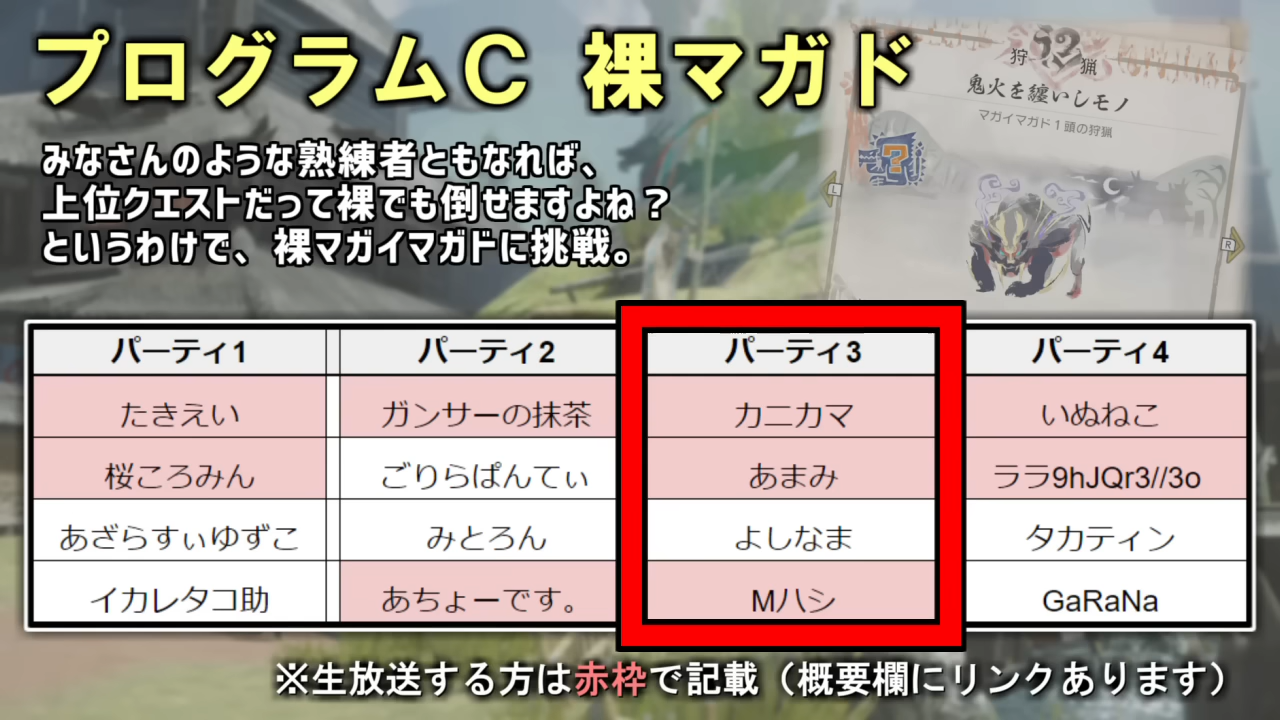 プログラムC 裸マガド
狩52猟
鬼火を纏いしモノ
マガイマガド1頭の狩猟
?
L
R
みなさんのような熟練者ともなれば、
上位クエストだって裸でも倒せますよね?
というわけで、裸マガイマガドに挑戦。
パーティ1 パーティ2 パーティ3 パーティ4
たきえい ガンサーの抹茶 カニカマ いぬねこ
桜ころみん ごりらぱんてぃ あまみ ララ9hJQr3//3o
あざらすぃゆずこ みとろん よしなま タカティン
イカレタコ助 あちょーです。 Mハシ GaRaNa
※生放送する方は赤枠で記載(概要欄にリンクあります)